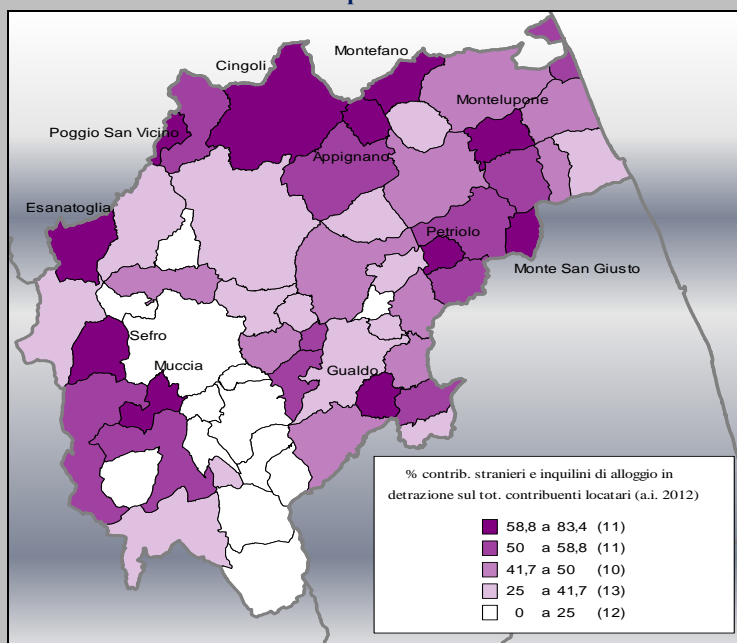 Montefano
Cingoli
Montelupone
Poggio San Vicino
Appignano
Esanatoglia
Petriolo
Monte San Giusto
Sefro
Muccia
Gualdo
% contrib. stranieri e inquilini di alloggio in
detrazione sul tot. contribuenti locatari (a.i. 2012)
58,8 a 83,4 (11)
50 a 58,8 (11)
41,7 a 50 (10)
25 a 41,7 (13)
0 a 25 (12)